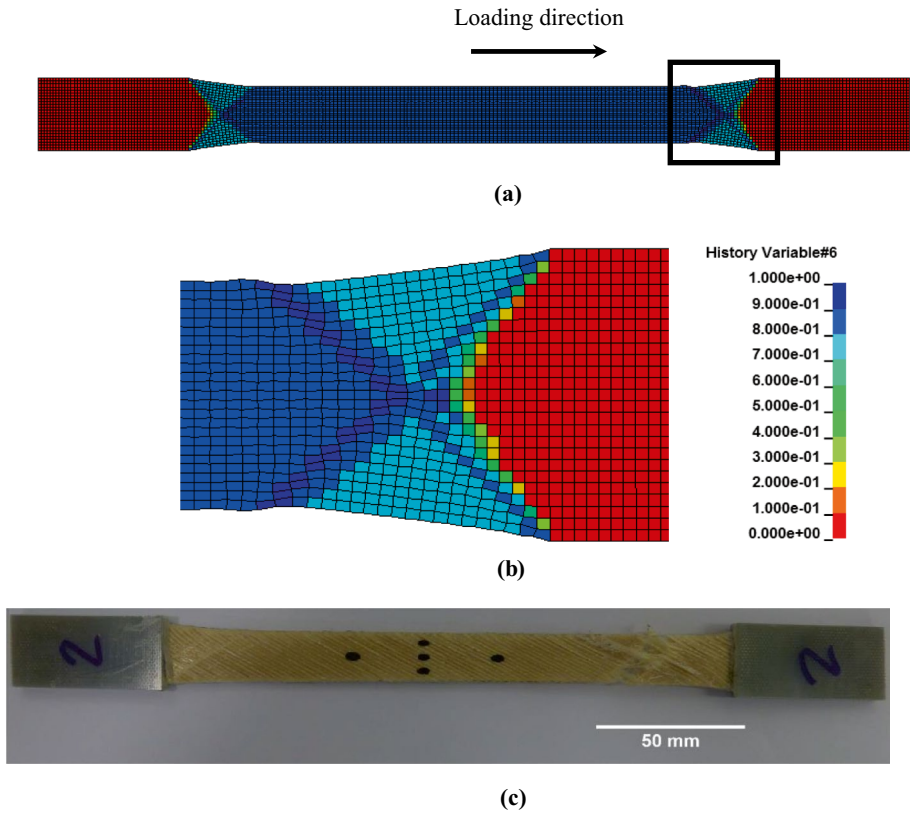 Loading direction
(a)
History Variable#6
1.000e+00
9.000e-01
8.000e-01
7.000e-01
6.000e-01
5.000e-01
4.000e-01
3.000e-01
2.000e-01
1.000e-01
0.000e+00
(b)
2
2
50 mm
(c)